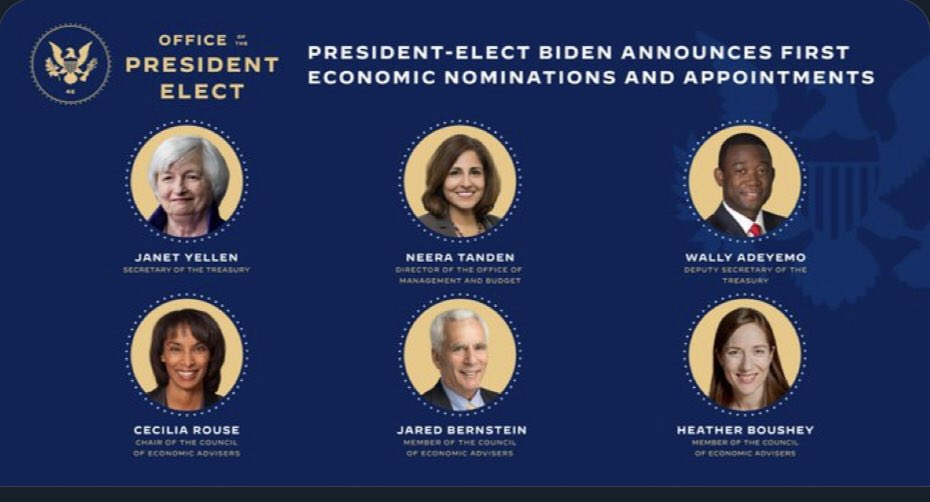 OFFICE OF THE
PRESIDENT
ELECT
46
PRESIDENT-ELECT BIDEN ANNOUNCES FIRST
ECONOMIC NOMINATIONS AND APPOINTMENTS
JANET YELLEN
SECRETARY OF THE TREASURY
NEERA TANDEN
DIRECTOR OF THE OFFICE OF
MANAGEMENT AND BUDGET
WALLY ADEYEMO
DEPUTY SECRETARY OF THE
TREASURY
CECILIA ROUSE
CHAIR OF THE COUNCIL
OF ECONOMIC ADVISERS
JARED BERNSTEIN
MEMBER OF THE COUNCIL
OF ECONOMIC ADVISERS
HEATHER BOUSHEY
MEMBER OF THE COUNCIL
OF ECONOMIC ADVISERS